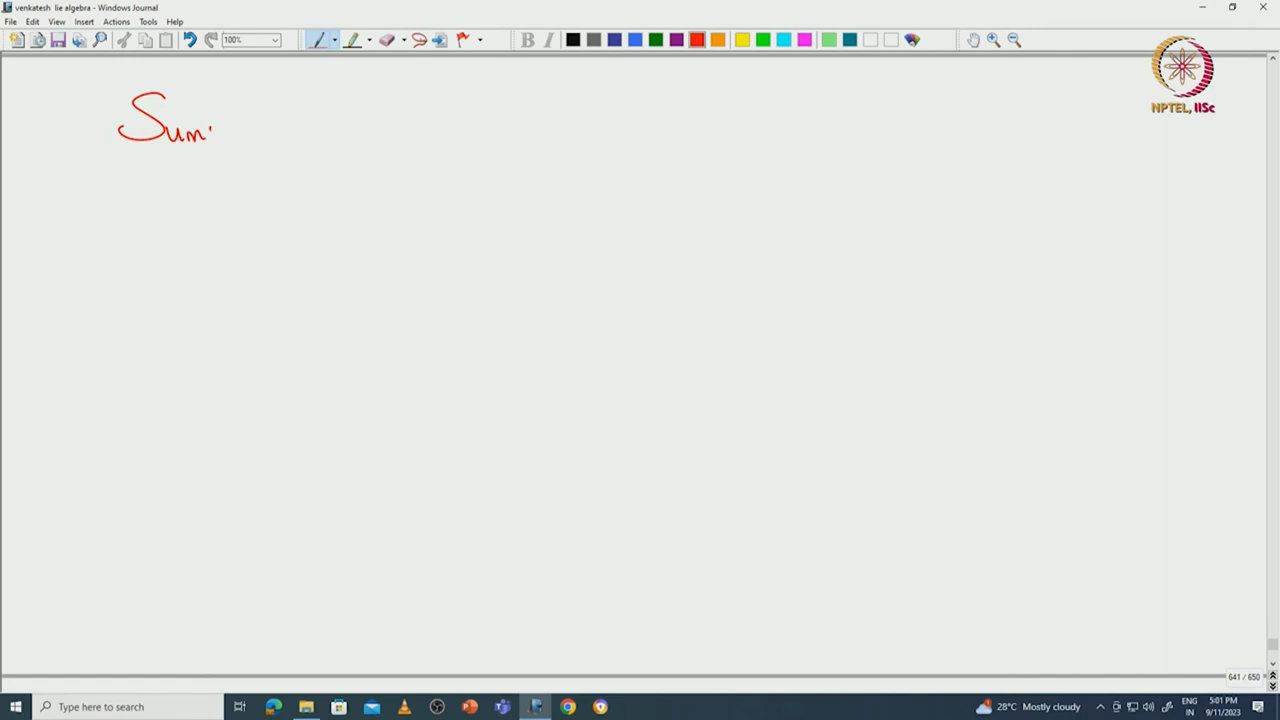 venkatesh lie algebra - Windows Journal
File Edit View Insert Actions Tools Help
100%
B I
NPTEL, IISc
Sum
641 / 650
Type here to search
28°C Mostly cloudy
ENG
IN
5:01 PM
9/11/2023